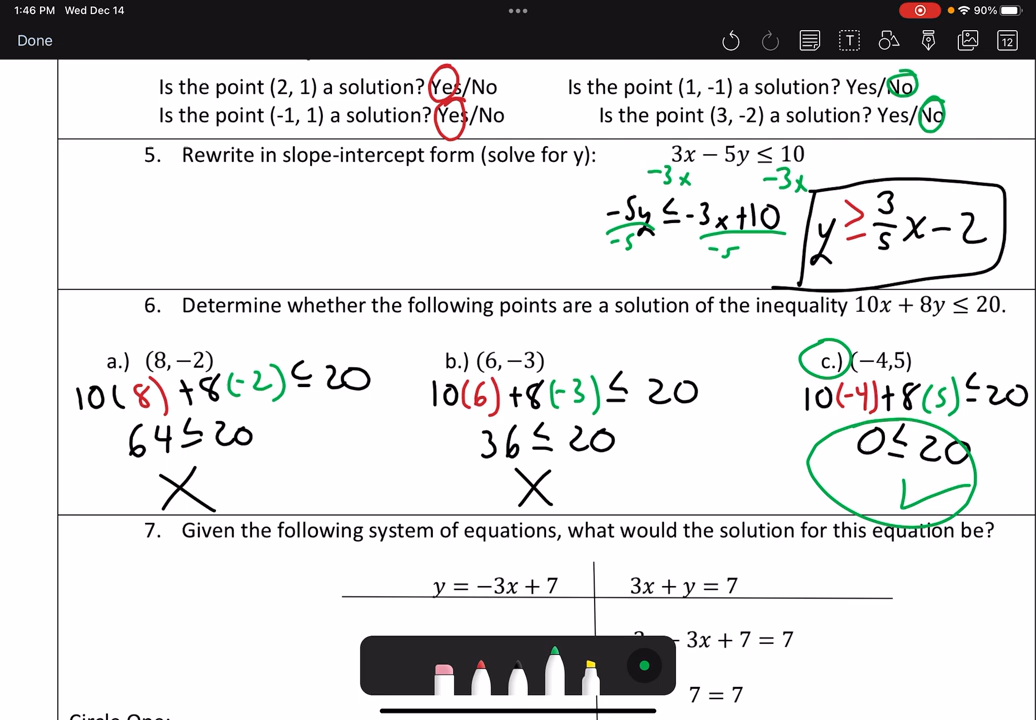 1:46 PM Wed Dec 14
90%
Done
12
Is the point (2, 1) a solution? Yes/No
Is the point (1, -1) a solution? Yes/No
Is the point (-1, 1) a solution? Yes/No
Is the point (3, -2) a solution? Yes/No
5. Rewrite in slope-intercept form (solve for y): 3x − 5y ≤ 10
-3x -3x
-5y ≤ -3x+10
-5 -5
y ≥ 3/5 x - 2
6. Determine whether the following points are a solution of the inequality 10x + 8y ≤ 20.
a.) (8, −2)
10(8) +8(-2) ≤ 20
64 ≤ 20
X
b.) (6, −3)
10(6) +8(-3) ≤ 20
36 ≤ 20
X
c.) (−4,5)
10(-4)+8(5) ≤ 20
0 ≤ 20
✓
7. Given the following system of equations, what would the solution for this equation be?
y = −3x + 7
3x + y = 7
− 3x + 7 = 7
7 = 7
Circle One: